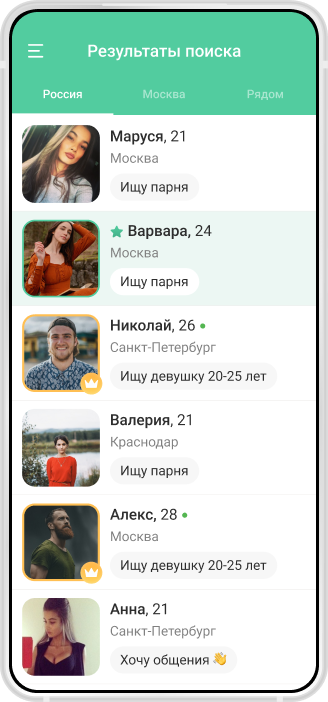 Результаты поиска
Россия Москва Рядом
Маруся, 21
Москва
Ищу парня
Варвара, 24
Москва
Ищу парня
Николай, 26
Санкт-Петербург
Ищу девушку 20-25 лет
Валерия, 21
Краснодар
Ищу парня
Алекс, 28
Москва
Ищу девушку 20-25 лет
Анна, 21
Санкт-Петербург
Хочу общения 👋